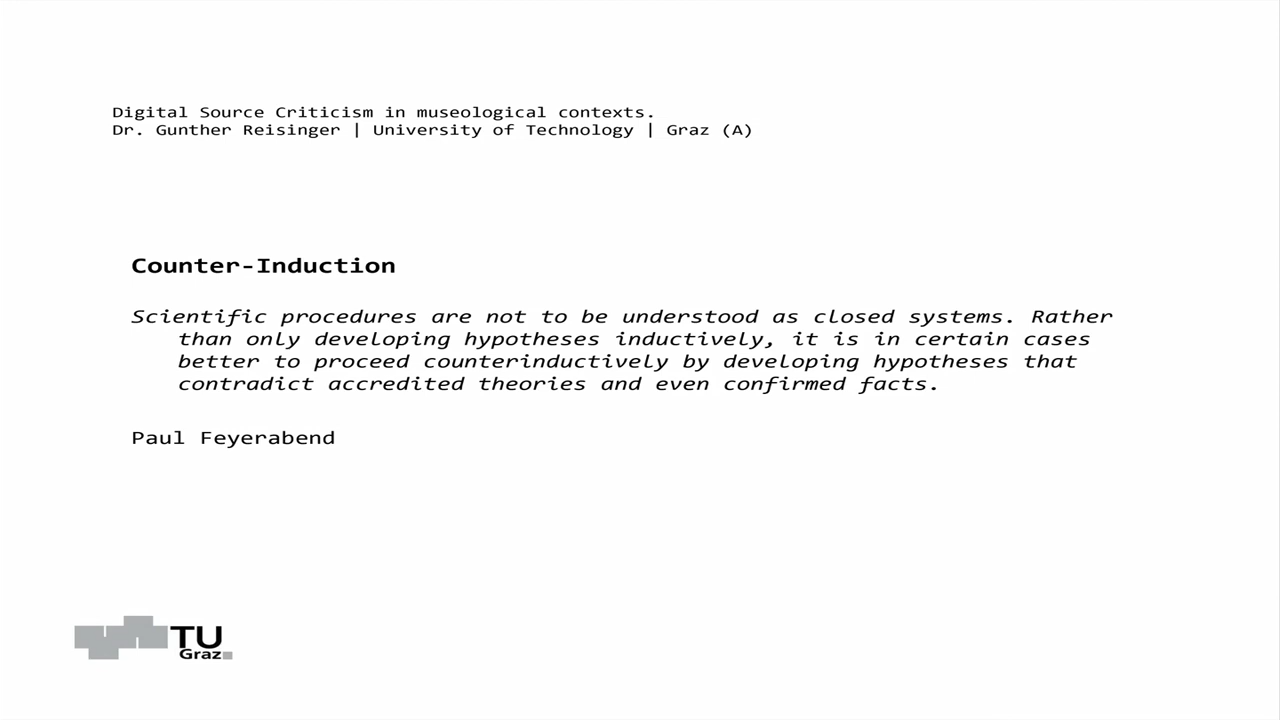 Digital Source Criticism in museological contexts.
Dr. Gunther Reisinger | University of Technology | Graz (A)
Counter-Induction
Scientific procedures are not to be understood as closed systems. Rather
than only developing hypotheses inductively, it is in certain cases
better to proceed counterinductively by developing hypotheses that
contradict accredited theories and even confirmed facts.
Paul Feyerabend
TU
Graz